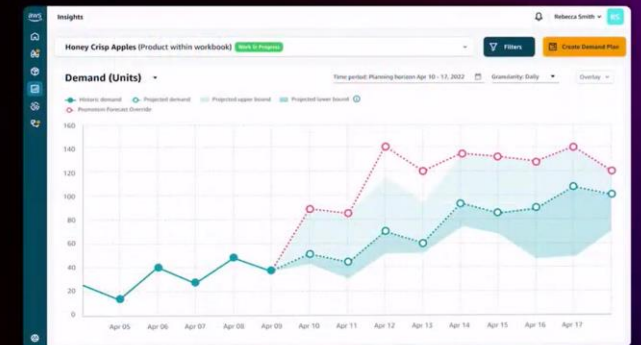 aws
Insights
Rebecca Smith
RS
Honey Crisp Apples (Product within workbook) Work in Progress
Filters
Create Demand Plan
Demand (Units)
Time period: Planning horizon Apr 10 - 17, 2022
Granularity: Daily
Overlay
Historic demand
Projected demand
Projected upper bound
Projected lower bound
Promotion Forecast Override
160
140
120
100
80
60
40
20
0
Apr 05
Apr 06
Apr 07
Apr 08
Apr 09
Apr 10
Apr 11
Apr 12
Apr 13
Apr 14
Apr 15
Apr 16
Apr 17